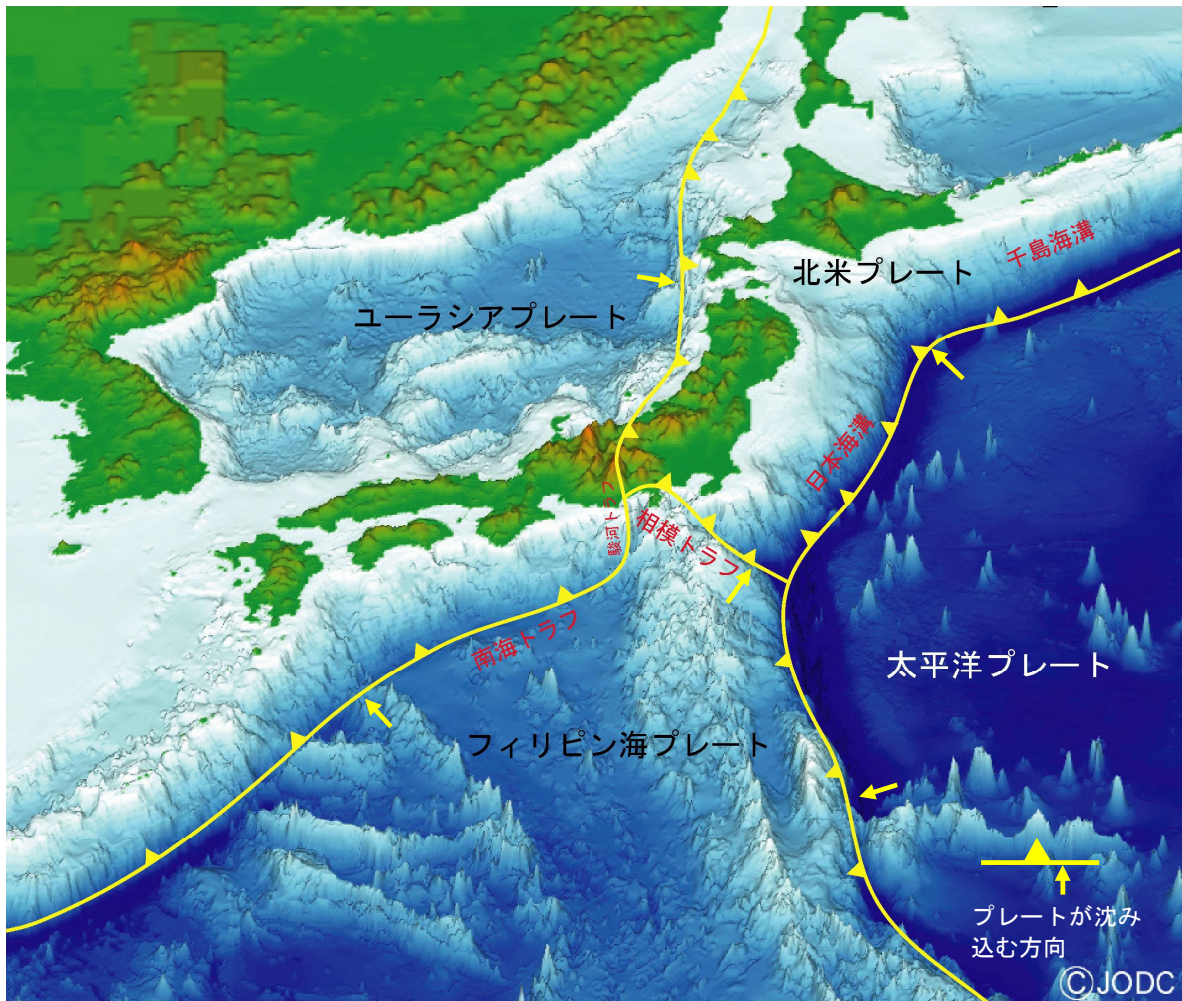 千島海溝
北米プレート
ユーラシアプレート
日本海溝
駿河トラフ
相模トラフ
南海トラフ
太平洋プレート
フィリピン海プレート
プレートが沈み
込む方向
©JODC